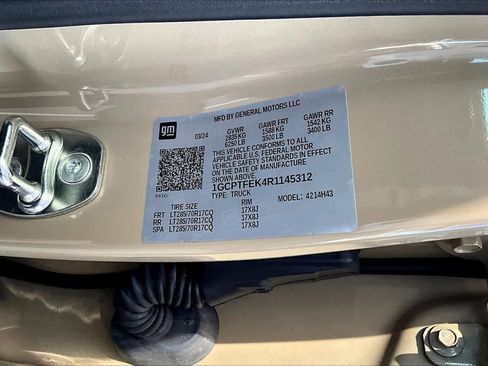 MFD BY GENERAL MOTORS LLC
gm
03/24 GVWR GAWR FRT GAWR RR
2835 KG 1588 KG 1542 KG
6250 LB 3500 LB 3400 LB
THIS VEHICLE CONFORMS TO ALL
APPLICABLE U.S. FEDERAL MOTOR
VEHICLE SAFETY STANDARDS IN EFFECT
ON THE DATE OF MANUFACTURE
1GCPTFEK4R1145312
TYPE: TRUCK
MODEL: 4214H43
TIRE SIZE RIM
FRT LT285/70R17CQ 17X8J
RR LT285/70R17CQ 17X8J
SPA LT285/70R17CQ 17X8J